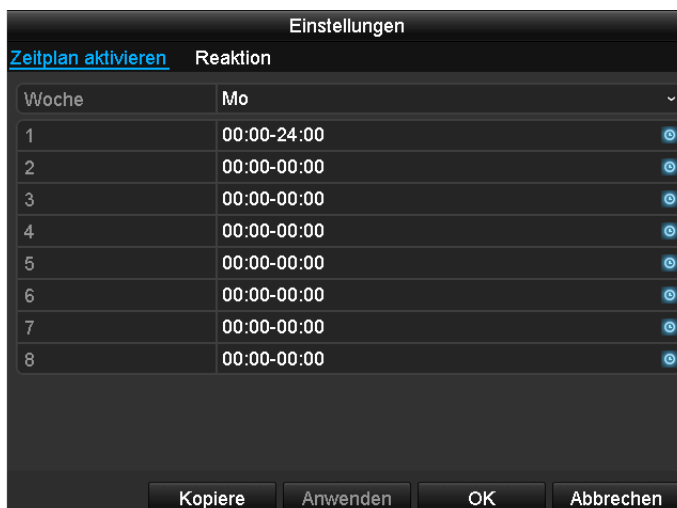 Einstellungen
Zeitplan aktivieren Reaktion
Woche Mo
1 00:00-24:00
2 00:00-00:00
3 00:00-00:00
4 00:00-00:00
5 00:00-00:00
6 00:00-00:00
7 00:00-00:00
8 00:00-00:00
Kopiere Anwenden OK Abbrechen